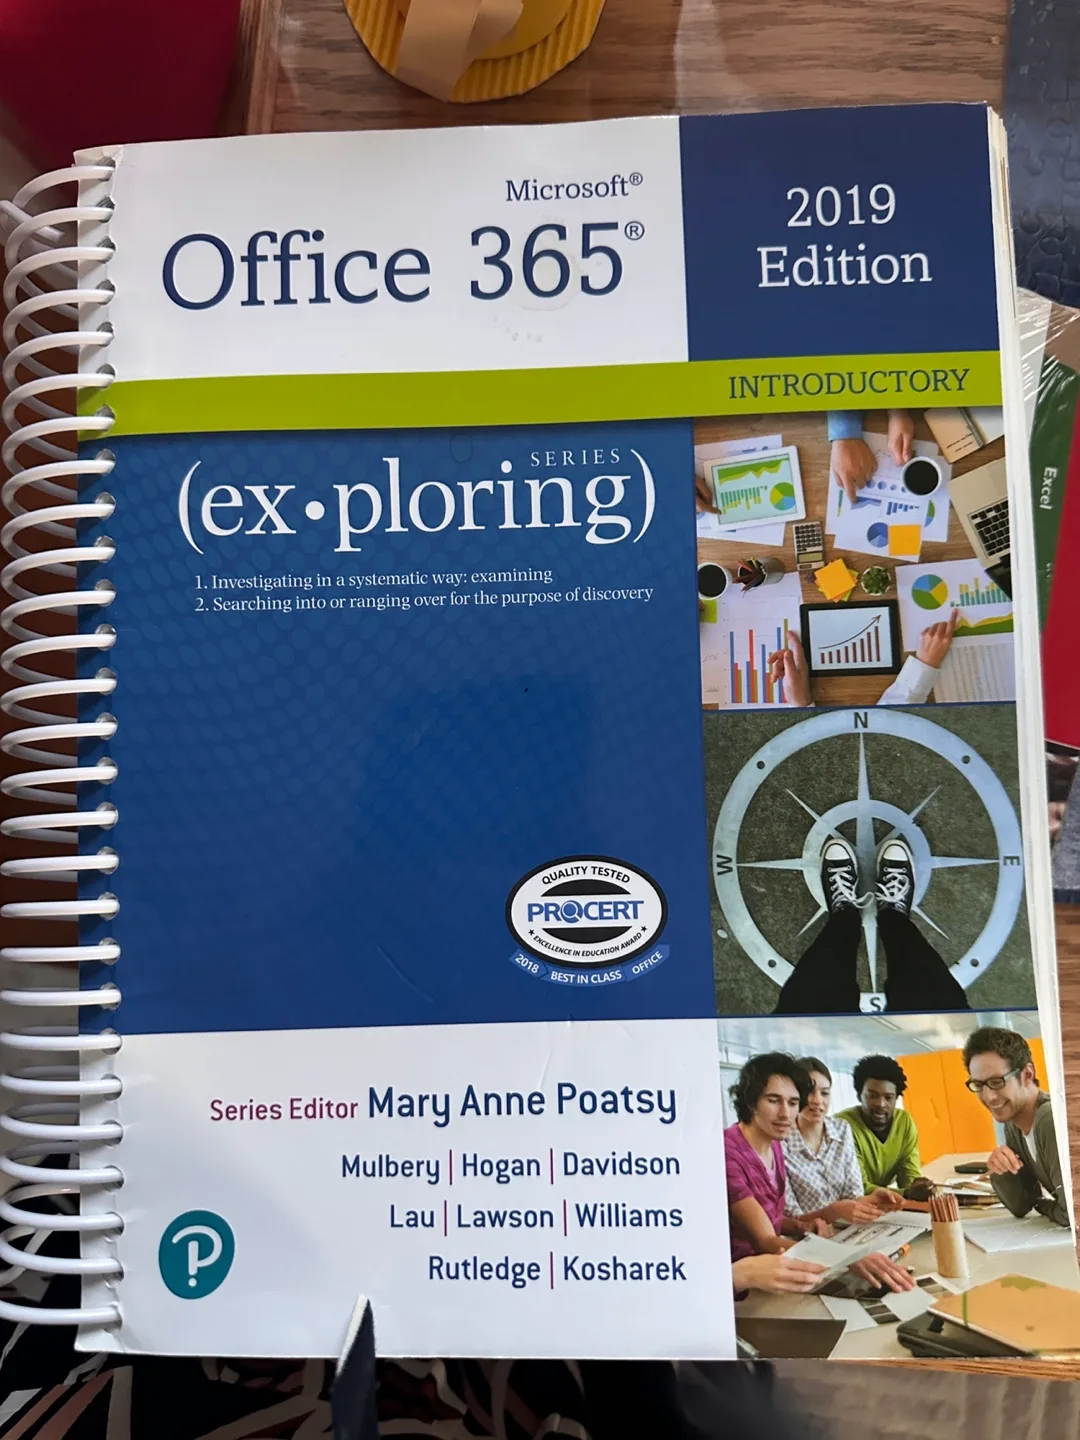 Microsoft®
Office 365®
2019
Edition
INTRODUCTORY
SERIES
(ex•ploring)
1. Investigating in a systematic way: examining
2. Searching into or ranging over for the purpose of discovery
QUALITY TESTED
PROCERT
★ EXCELLENCE IN EDUCATION AWARD ★
2018 BEST IN CLASS OFFICE
N
W
E
S
Series Editor Mary Anne Poatsy
Mulbery | Hogan | Davidson
Lau | Lawson | Williams
Rutledge | Kosharek
P
Excel